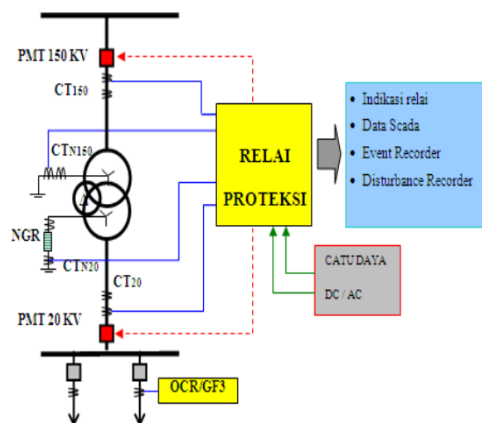 PMT 150 KV
CT150
CTN150
NGR
CTN20
CT20
PMT 20 KV
RELAI
PROTEKSI
• Indikasi relai
• Data Scada
• Event Recorder
• Disturbance Recorder
CATU DAYA
DC / AC
OCR/GF3